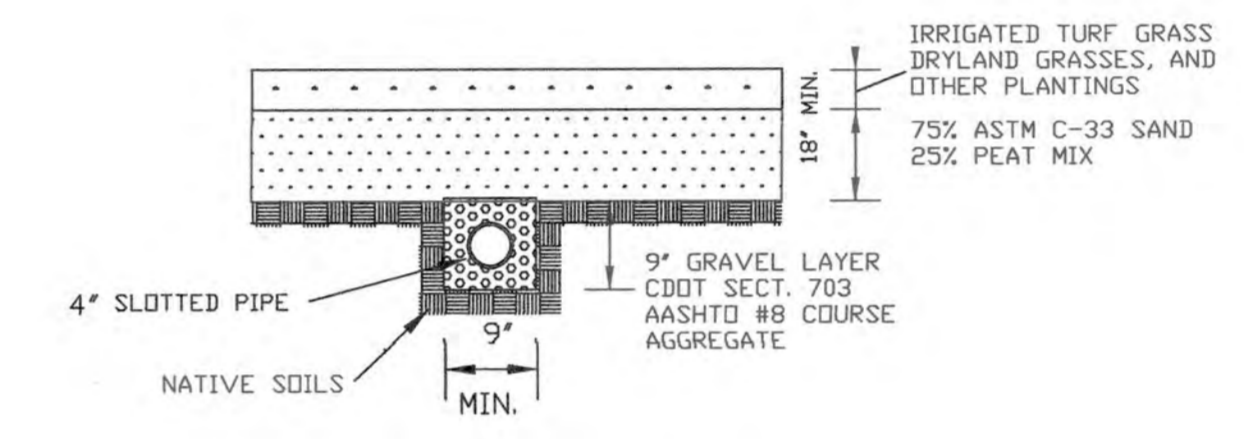 IRRIGATED TURF GRASS
DRYLAND GRASSES, AND
OTHER PLANTINGS
18" MIN.
75% ASTM C-33 SAND
25% PEAT MIX
9" GRAVEL LAYER
CDOT SECT. 703
AASHTO #8 COURSE
AGGREGATE
4" SLOTTED PIPE
9"
MIN.
NATIVE SOILS